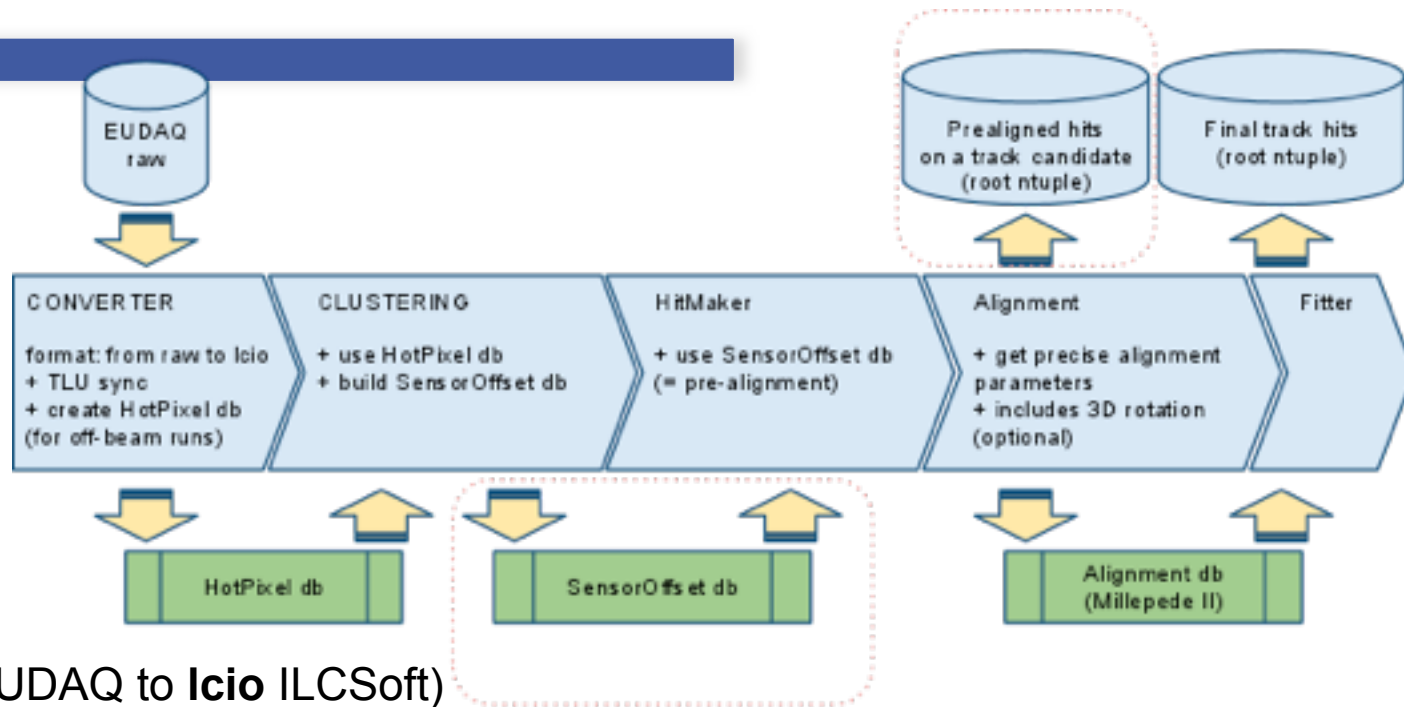 EUDAQ
raw
Prealigned hits
on a track candidate
(root ntuple)
Final track hits
(root ntuple)
CONVERTER
format: from raw to lcio
+ TLU sync
+ create HotPixel db
(for off-beam runs)
CLUSTERING
+ use HotPixel db
+ build SensorOffset db
HitMaker
+ use SensorOffset db
(= pre-alignment)
Alignment
+ get precise alignment
parameters
+ includes 3D rotation
(optional)
Fitter
HotPixel db
SensorOffset db
Alignment db
(Millepede II)
UDAQ to lcio ILCSoft)